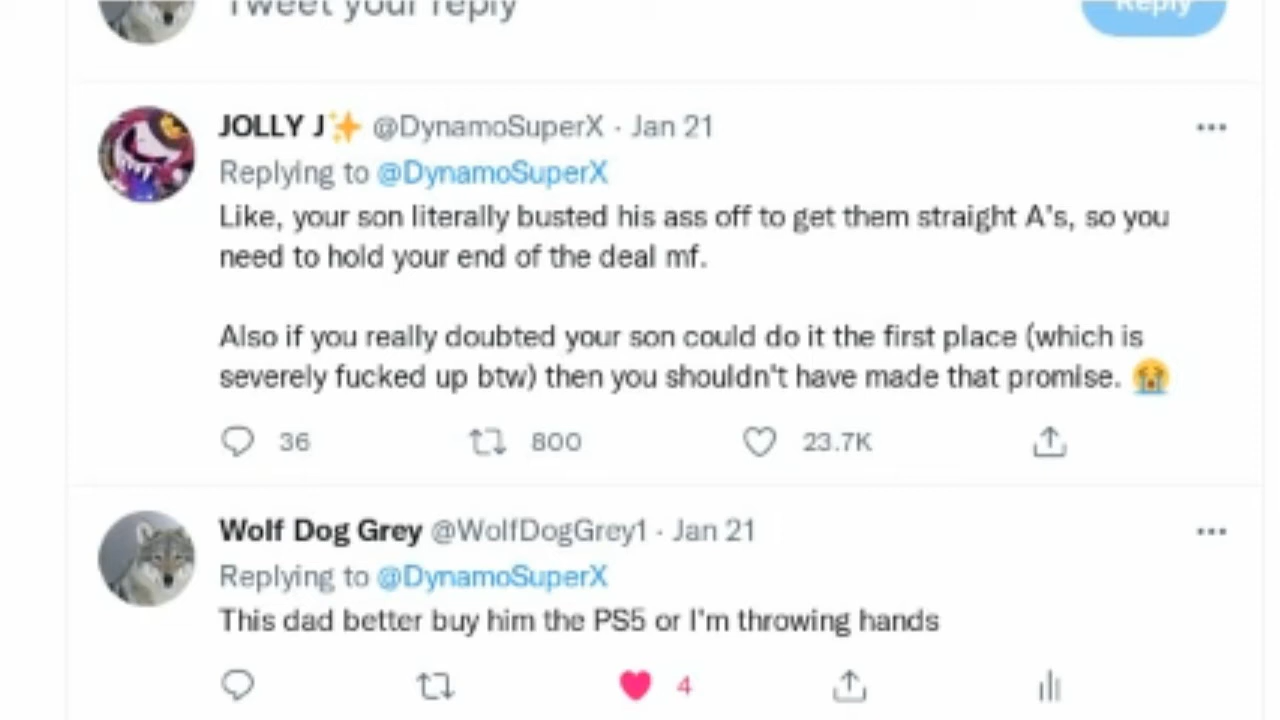 Tweet your reply
Reply
JOLLY J✨ @DynamoSuperX · Jan 21
Replying to @DynamoSuperX
Like, your son literally busted his ass off to get them straight A's, so you
need to hold your end of the deal mf.
Also if you really doubted your son could do it the first place (which is
severely fucked up btw) then you shouldn't have made that promise. 😭
36 800 23.7K
Wolf Dog Grey @WolfDogGrey1 · Jan 21
Replying to @DynamoSuperX
This dad better buy him the PS5 or I'm throwing hands
4